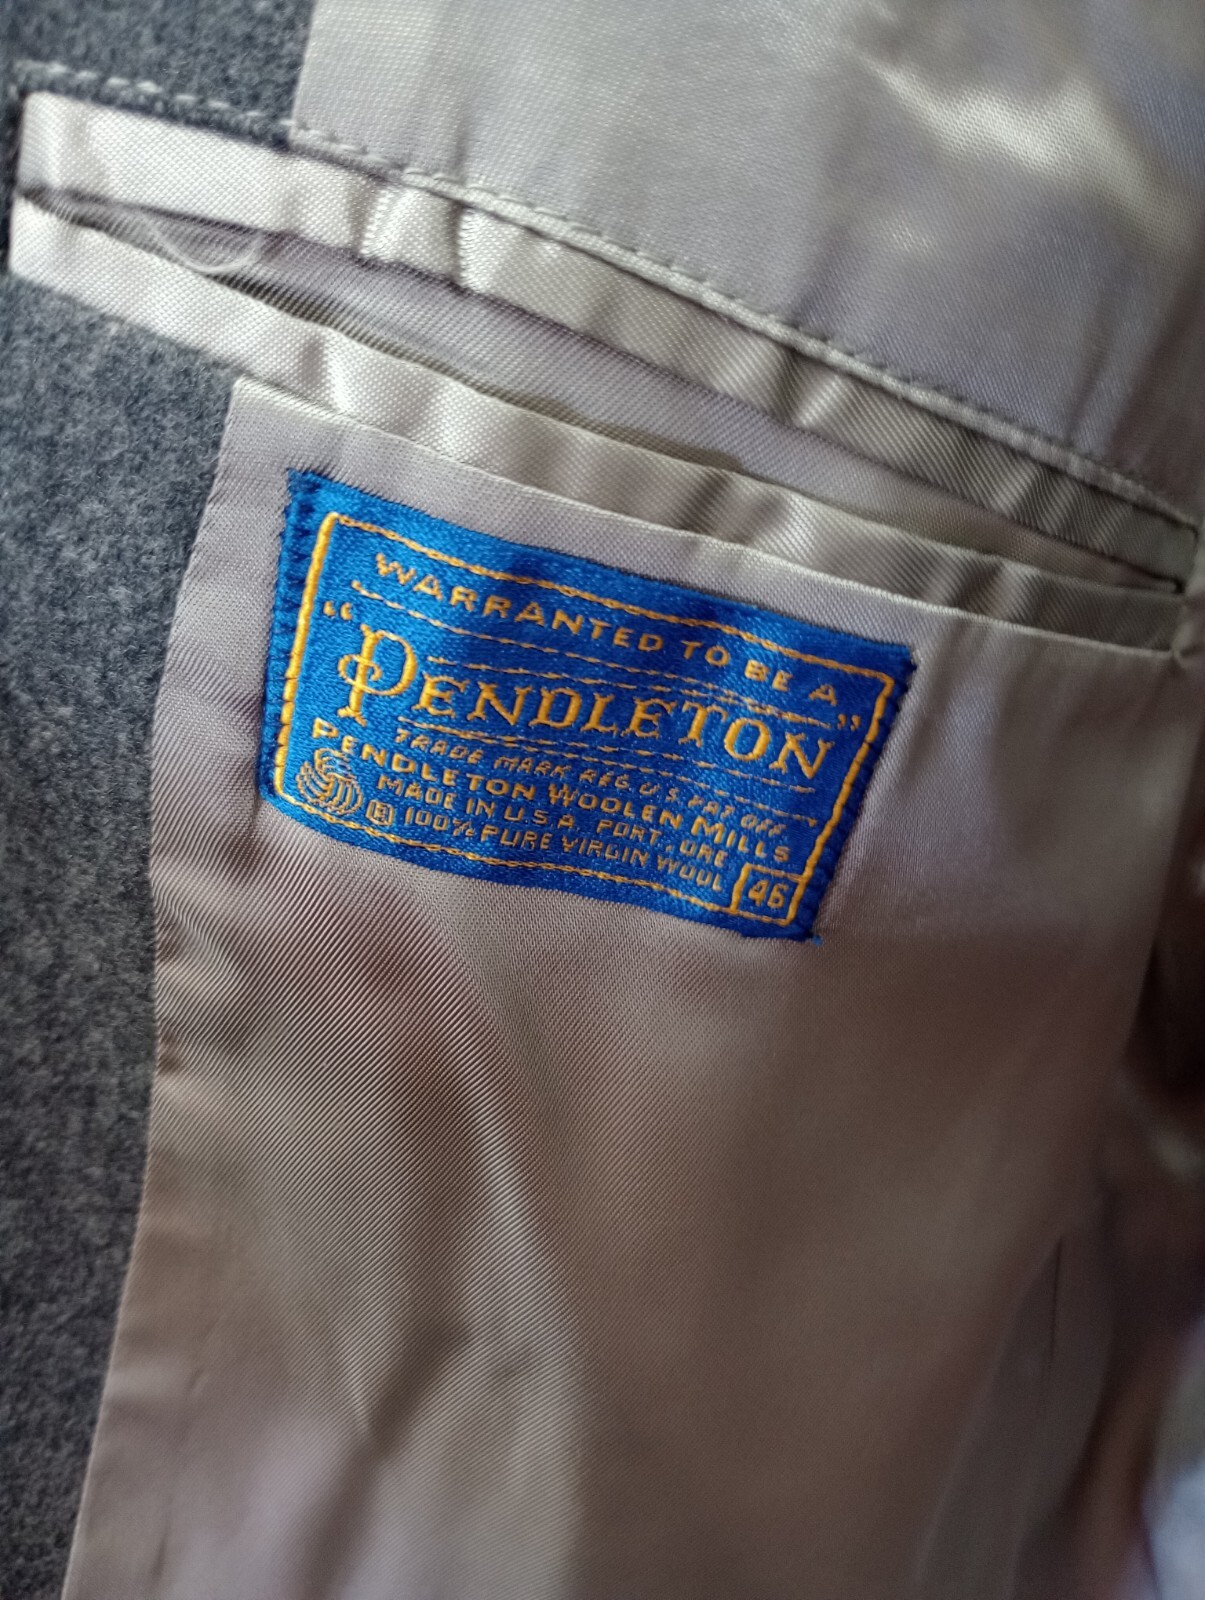 WARRANTED TO BE A
“PENDLETON”
TRADE MARK REG. U.S. PAT. OFF.
PENDLETON WOOLEN MILLS
MADE IN U.S.A. PORT., ORE
R 100% PURE VIRGIN WOOL 46